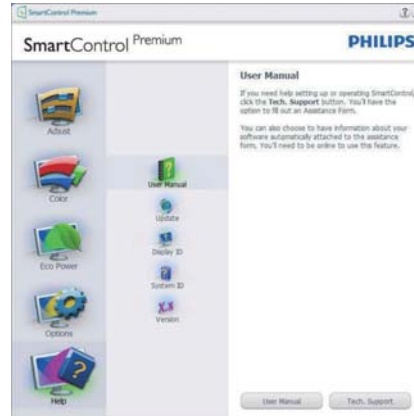 SmartControl Premium
SmartControl Premium
PHILIPS
Adjust
Color
Eco Power
Options
Help
User Manual
Update
Display ID
System ID
Version
User Manual
If you need help setting up or operating SmartControl,
click the Tech. Support button. You'll have the
option to fill out an Assistance Form.
You can also choose to have information about your
software automatically attached to the assistance
form. You'll need to be online to use this feature.
User Manual
Tech. Support